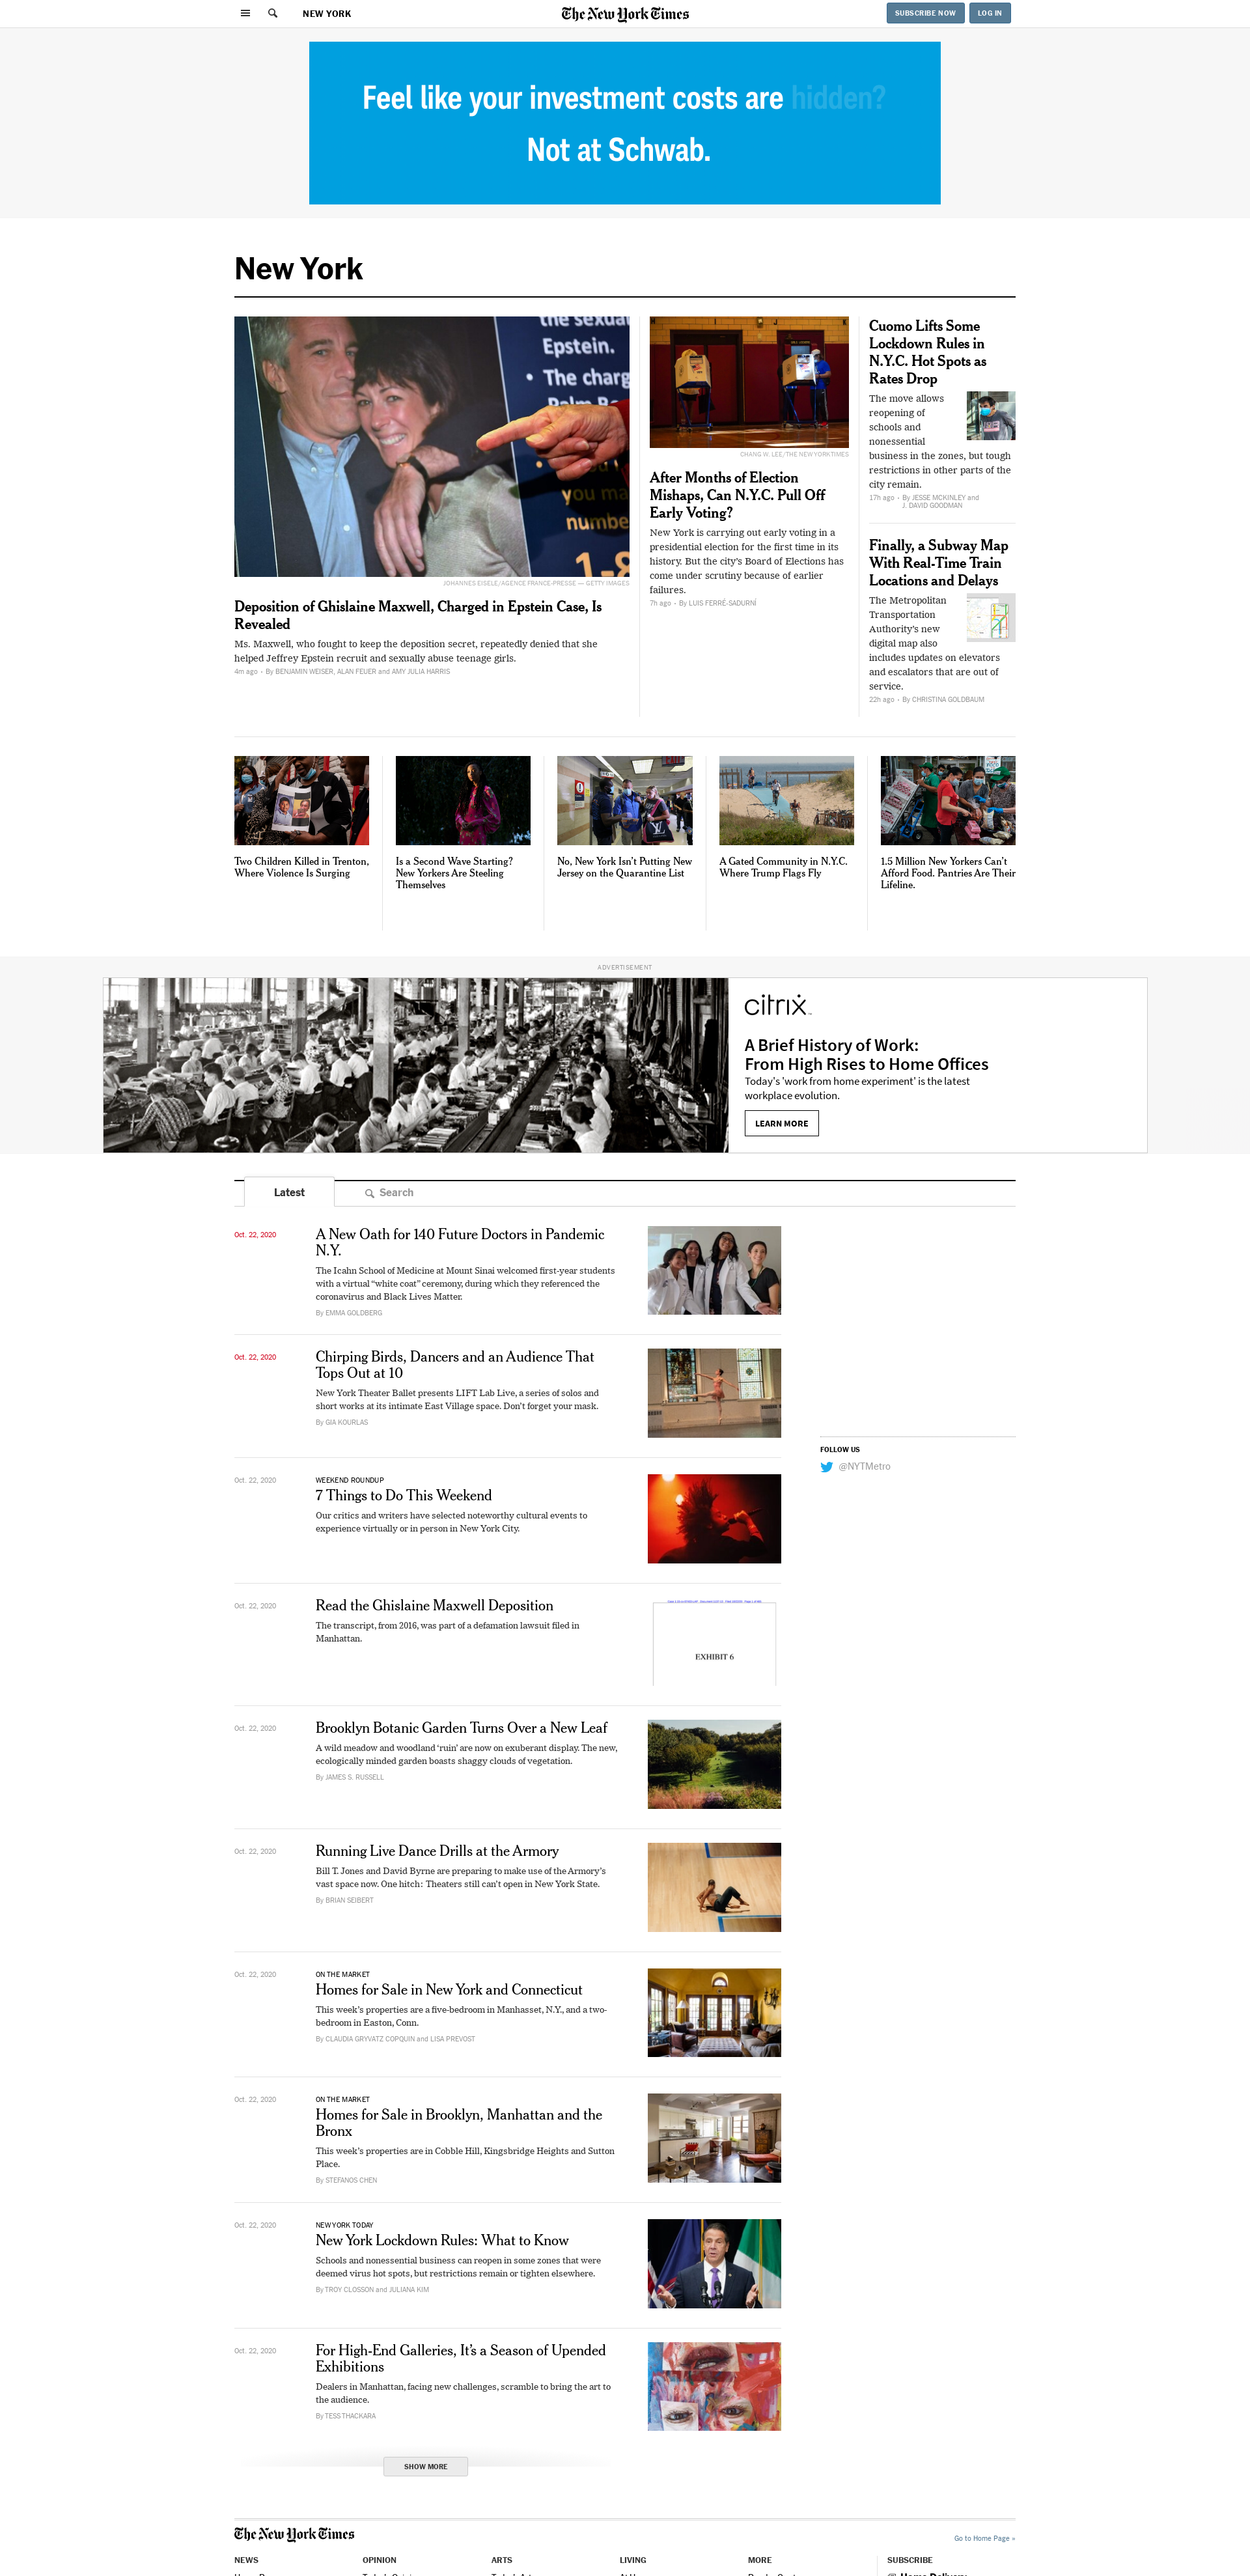 NEW YORK
The New York Times
SUBSCRIBE NOW
LOG IN
Feel like your investment costs are hidden?
Not at Schwab.
New York
the sexual
Epstein.
The charg
JOHANNES EISELE/AGENCE FRANCE-PRESSE — GETTY IMAGES
Deposition of Ghislaine Maxwell, Charged in Epstein Case, Is
Revealed
Ms. Maxwell, who fought to keep the deposition secret, repeatedly denied that she
helped Jeffrey Epstein recruit and sexually abuse teenage girls.
4m ago • By BENJAMIN WEISER, ALAN FEUER and AMY JULIA HARRIS
CHANG W. LEE/THE NEW YORK TIMES
After Months of Election
Mishaps, Can N.Y.C. Pull Off
Early Voting?
New York is carrying out early voting in a
presidential election for the first time in its
history. But the city’s Board of Elections has
come under scrutiny because of earlier
failures.
7h ago • By LUIS FERRÉ-SADURNÍ
Cuomo Lifts Some
Lockdown Rules in
N.Y.C. Hot Spots as
Rates Drop
The move allows
reopening of
schools and
nonessential
business in the zones, but tough
restrictions in other parts of the
city remain.
17h ago • By JESSE MCKINLEY and
J. DAVID GOODMAN
Finally, a Subway Map
With Real-Time Train
Locations and Delays
The Metropolitan
Transportation
Authority’s new
digital map also
includes updates on elevators
and escalators that are out of
service.
22h ago • By CHRISTINA GOLDBAUM
Two Children Killed in Trenton,
Where Violence Is Surging
Is a Second Wave Starting?
New Yorkers Are Steeling
Themselves
No, New York Isn’t Putting New
Jersey on the Quarantine List
A Gated Community in N.Y.C.
Where Trump Flags Fly
1.5 Million New Yorkers Can’t
Afford Food. Pantries Are Their
Lifeline.
ADVERTISEMENT
citrix
A Brief History of Work:
From High Rises to Home Offices
Today's 'work from home experiment' is the latest
workplace evolution.
LEARN MORE
Latest
Search
Oct. 22, 2020
A New Oath for 140 Future Doctors in Pandemic
N.Y.
The Icahn School of Medicine at Mount Sinai welcomed first-year students
with a virtual “white coat” ceremony, during which they referenced the
coronavirus and Black Lives Matter.
By EMMA GOLDBERG
Oct. 22, 2020
Chirping Birds, Dancers and an Audience That
Tops Out at 10
New York Theater Ballet presents LIFT Lab Live, a series of solos and
short works at its intimate East Village space. Don’t forget your mask.
By GIA KOURLAS
FOLLOW US
@NYTMetro
Oct. 22, 2020
WEEKEND ROUNDUP
7 Things to Do This Weekend
Our critics and writers have selected noteworthy cultural events to
experience virtually or in person in New York City.
Oct. 22, 2020
Read the Ghislaine Maxwell Deposition
The transcript, from 2016, was part of a defamation lawsuit filed in
Manhattan.
EXHIBIT 6
Oct. 22, 2020
Brooklyn Botanic Garden Turns Over a New Leaf
A wild meadow and woodland ‘ruin’ are now on exuberant display. The new,
ecologically minded garden boasts shaggy clouds of vegetation.
By JAMES S. RUSSELL
Oct. 22, 2020
Running Live Dance Drills at the Armory
Bill T. Jones and David Byrne are preparing to make use of the Armory’s
vast space now. One hitch: Theaters still can’t open in New York State.
By BRIAN SEIBERT
Oct. 22, 2020
ON THE MARKET
Homes for Sale in New York and Connecticut
This week’s properties are a five-bedroom in Manhasset, N.Y., and a two-
bedroom in Easton, Conn.
By CLAUDIA GRYVATZ COPQUIN and LISA PREVOST
Oct. 22, 2020
ON THE MARKET
Homes for Sale in Brooklyn, Manhattan and the
Bronx
This week’s properties are in Cobble Hill, Kingsbridge Heights and Sutton
Place.
By STEFANOS CHEN
Oct. 22, 2020
NEW YORK TODAY
New York Lockdown Rules: What to Know
Schools and nonessential business can reopen in some zones that were
deemed virus hot spots, but restrictions remain or tighten elsewhere.
By TROY CLOSSON and JULIANA KIM
Oct. 22, 2020
For High-End Galleries, It’s a Season of Upended
Exhibitions
Dealers in Manhattan, facing new challenges, scramble to bring the art to
the audience.
By TESS THACKARA
SHOW MORE
The New York Times
Go to Home Page »
NEWS
OPINION
ARTS
LIVING
MORE
SUBSCRIBE